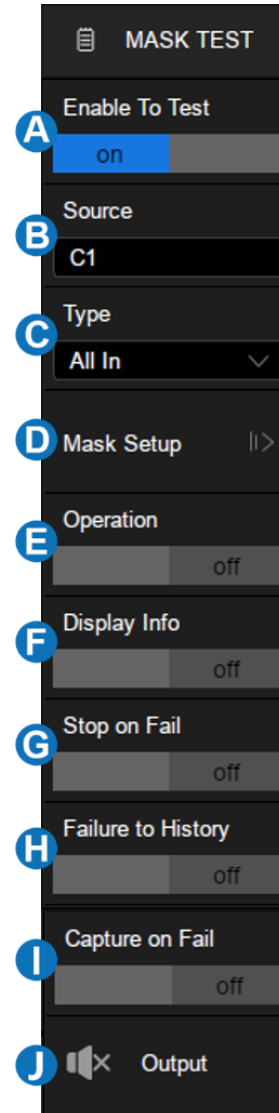 MASK TEST
Enable To Test
A
on
Source
B
C1
Type
C
All In
D
Mask Setup
Operation
E
off
Display Info
F
off
Stop on Fail
G
off
Failure to History
H
off
Capture on Fail
I
off
J
Output